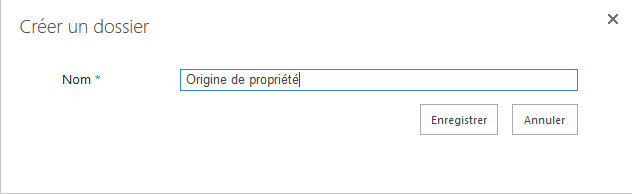 Créer un dossier
Nom *
Origine de propriété
Enregistrer
Annuler